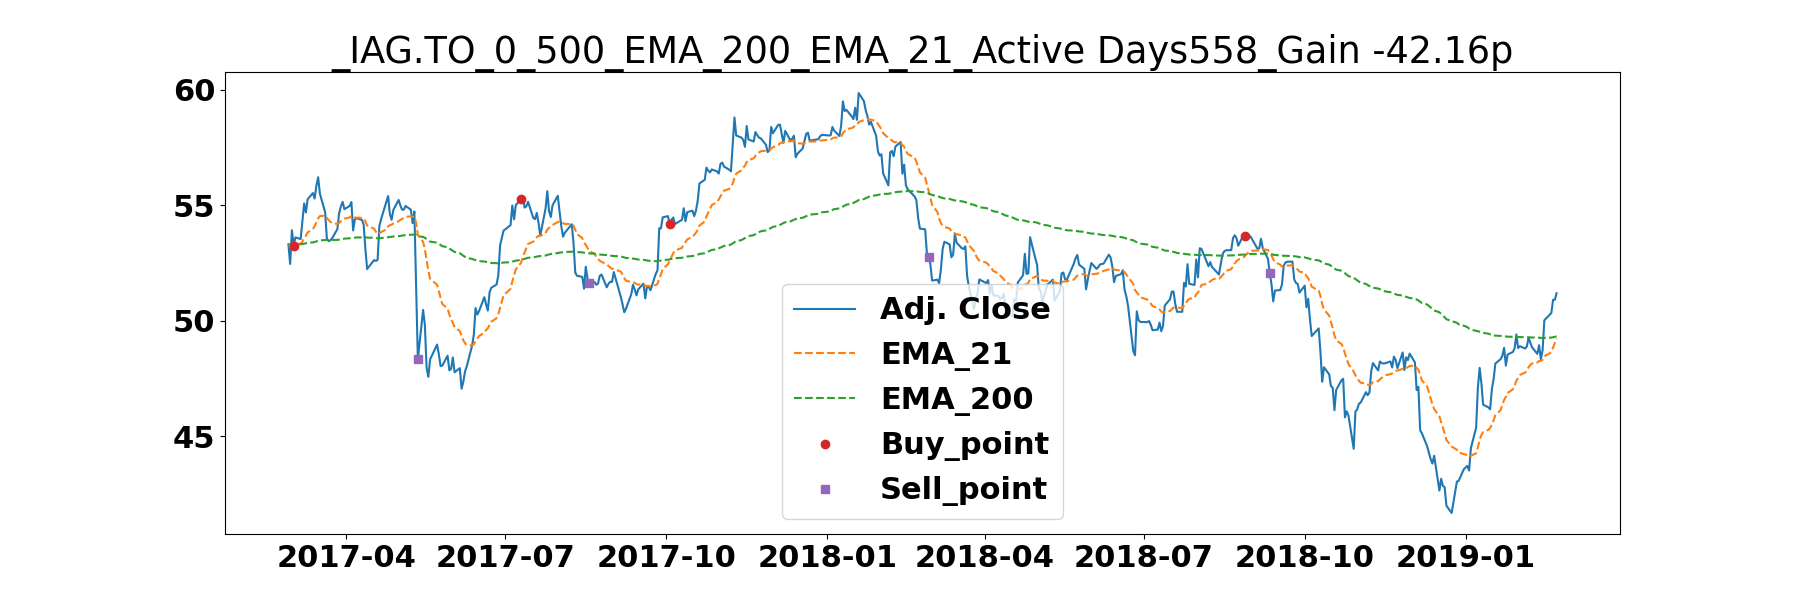 _IAG.TO_0_500_EMA_200_EMA_21_Active Days558_Gain -42.16p
60
55
50
45
Adj. Close
EMA_21
EMA_200
Buy_point
Sell_point
2017-04 2017-07 2017-10 2018-01 2018-04 2018-07 2018-10 2019-01